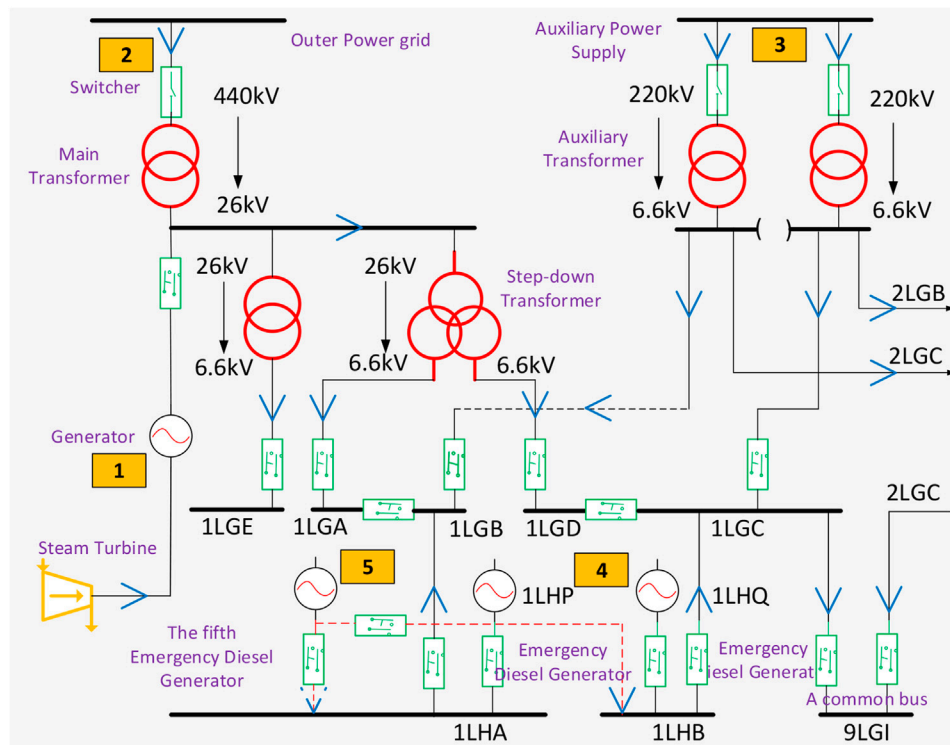 Outer Power grid
2
Switcher
440kV
Main
Transformer
26kV
Auxiliary Power
Supply
3
220kV
220kV
Auxiliary
Transformer
6.6kV
6.6kV
26kV
26kV
Step-down
Transformer
2LGB
6.6kV
6.6kV
6.6kV
2LGC
Generator
1
2LGC
1LGE
1LGA
1LGB
1LGD
1LGC
Steam Turbine
5
4
1LHP
1LHQ
The fifth
Emergency Diesel
Generator
Emergency
Diesel Generator
Emergency
iesel Generat
A common bus
1LHA
1LHB
9LGI